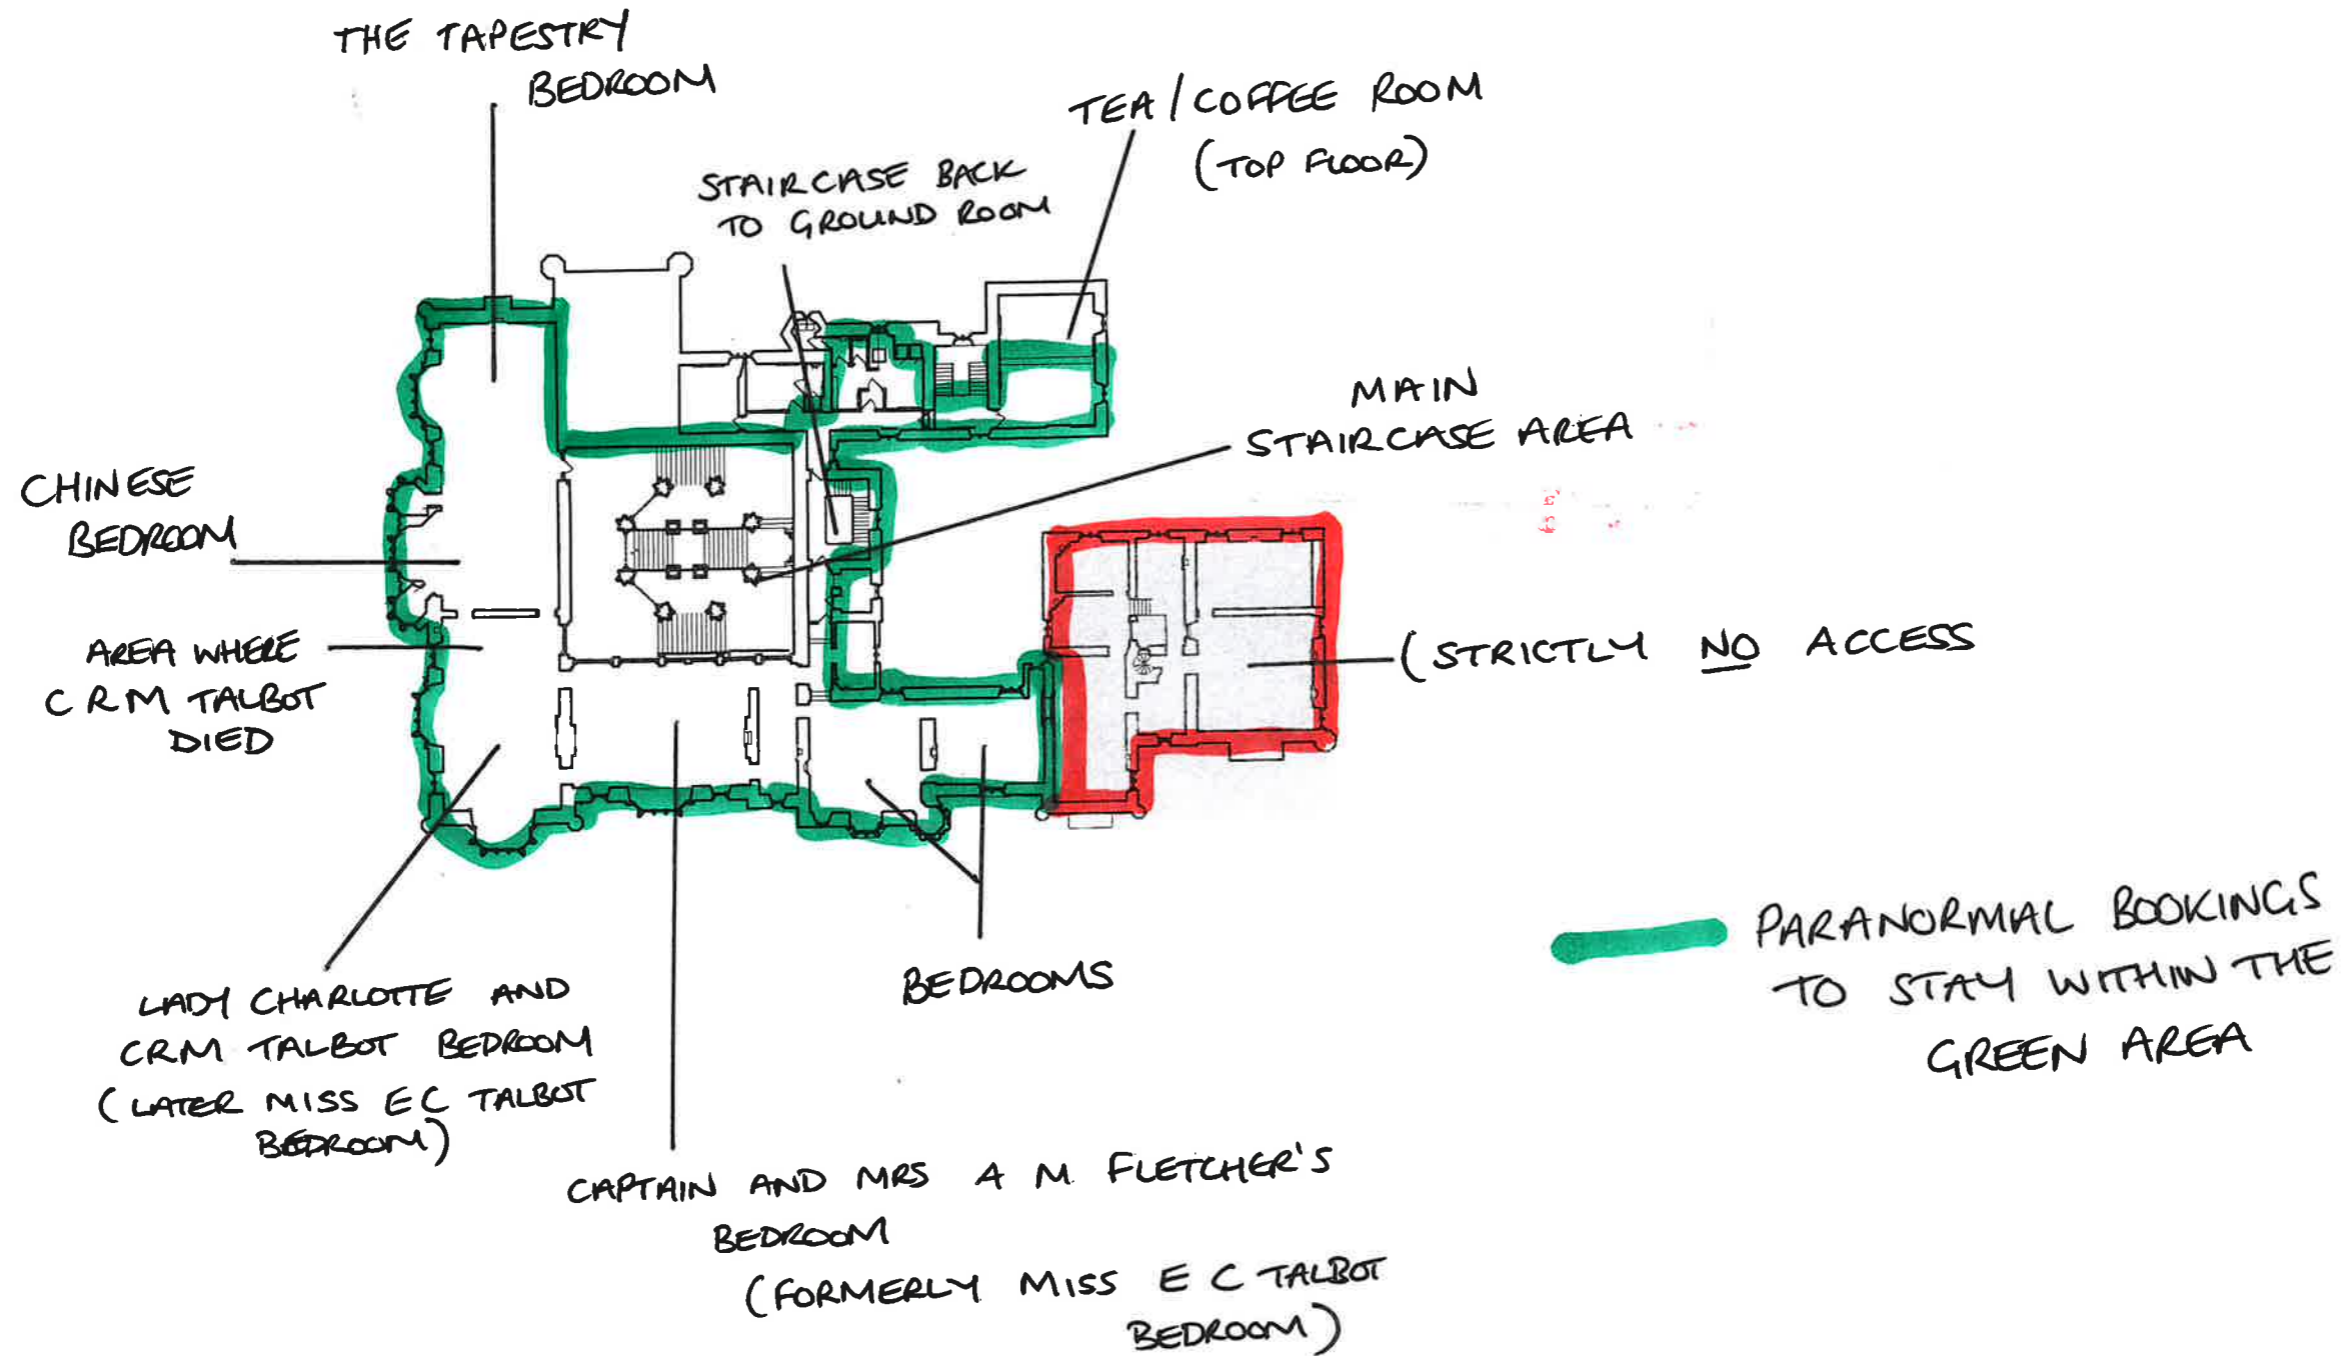 THE TAPESTRY
BEDROOM
TEA / COFFEE ROOM
(TOP FLOOR)
STAIRCASE BACK
TO GROUND ROOM
MAIN
STAIRCASE AREA
CHINESE
BEDROOM
AREA WHERE
C R M TALBOT
DIED
(STRICTLY NO ACCESS
LADY CHARLOTTE AND
CRM TALBOT BEDROOM
(LATER MISS E C TALBOT
BEDROOM)
BEDROOMS
CAPTAIN AND MRS A M FLETCHER'S
BEDROOM
(FORMERLY MISS E C TALBOT
BEDROOM)
PARANORMAL BOOKINGS
TO STAY WITHIN THE
GREEN AREA